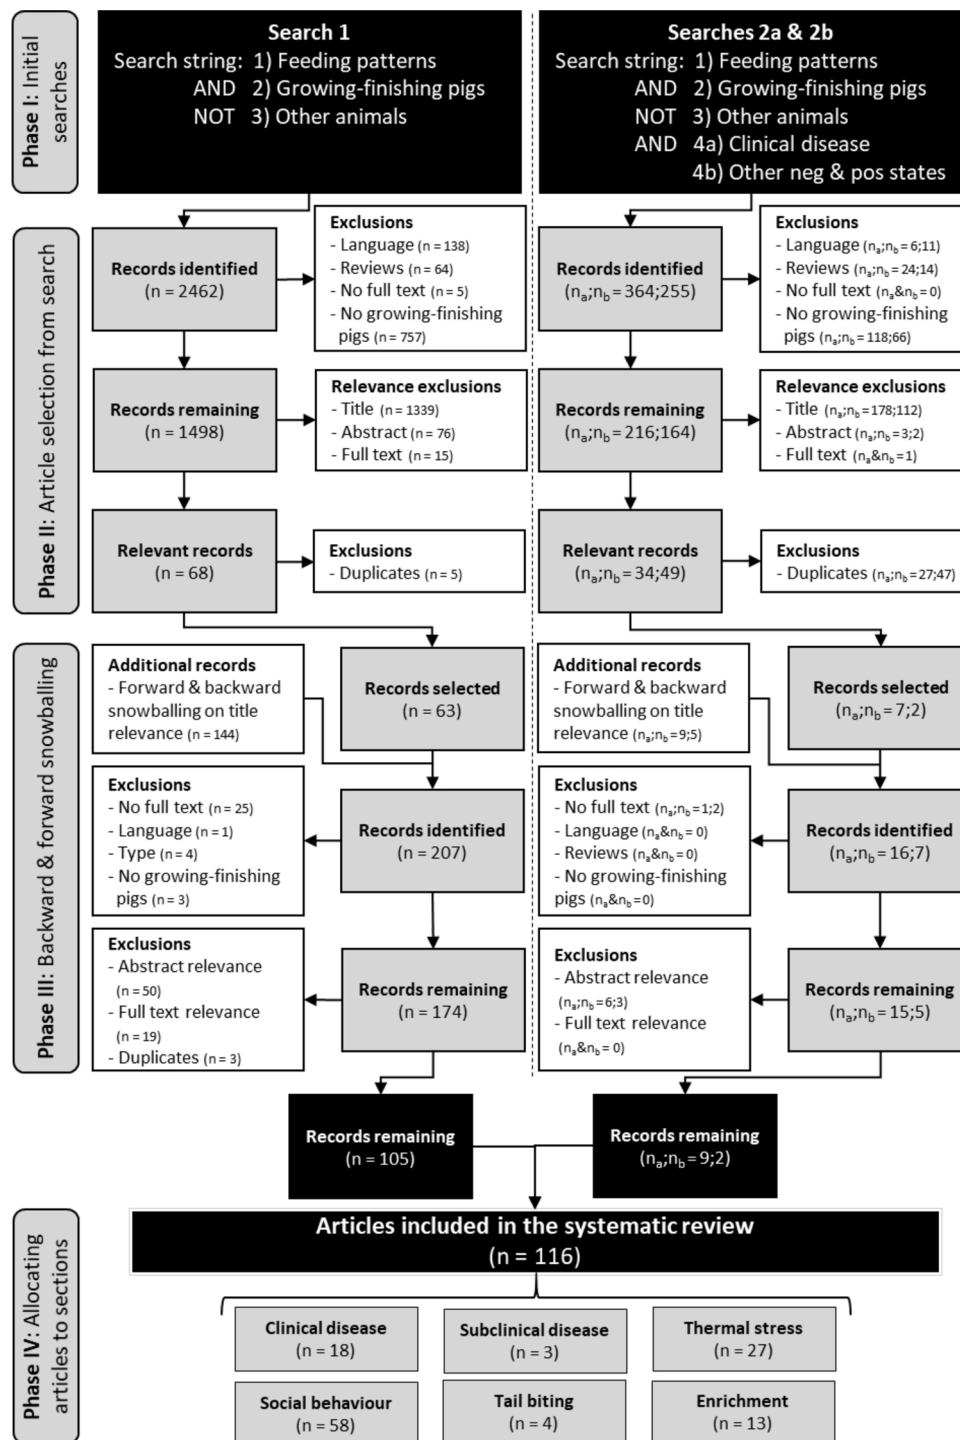 Phase I: Initial
searches
Search 1
Search string: 1) Feeding patterns
AND 2) Growing-finishing pigs
NOT 3) Other animals
Searches 2a & 2b
Search string: 1) Feeding patterns
AND 2) Growing-finishing pigs
NOT 3) Other animals
AND 4a) Clinical disease
4b) Other neg & pos states
Phase II: Article selection from search
Records identified
(n = 2462)
Exclusions
- Language (n = 138)
- Reviews (n = 64)
- No full text (n = 5)
- No growing-finishing
pigs (n = 757)
Records identified
(na;nb = 364;255)
Exclusions
- Language (na;nb = 6;11)
- Reviews (na;nb = 24;14)
- No full text (na&nb = 0)
- No growing-finishing
pigs (na;nb = 118;66)
Records remaining
(n = 1498)
Relevance exclusions
- Title (n = 1339)
- Abstract (n = 76)
- Full text (n = 15)
Records remaining
(na;nb = 216;164)
Relevance exclusions
- Title (na;nb = 178;112)
- Abstract (na;nb = 3;2)
- Full text (na&nb = 1)
Relevant records
(n = 68)
Exclusions
- Duplicates (n = 5)
Relevant records
(na;nb = 34;49)
Exclusions
- Duplicates (na;nb = 27;47)
Phase III: Backward & forward snowballing
Additional records
- Forward & backward
snowballing on title
relevance (n = 144)
Records selected
(n = 63)
Additional records
- Forward & backward
snowballing on title
relevance (na;nb = 9;5)
Records selected
(na;nb = 7;2)
Exclusions
- No full text (n = 25)
- Language (n = 1)
- Type (n = 4)
- No growing-finishing
pigs (n = 3)
Records identified
(n = 207)
Exclusions
- No full text (na;nb = 1;2)
- Language (na&nb = 0)
- Reviews (na&nb = 0)
- No growing-finishing
pigs (na&nb = 0)
Records identified
(na;nb = 16;7)
Exclusions
- Abstract relevance
(n = 50)
- Full text relevance
(n = 19)
- Duplicates (n = 3)
Records remaining
(n = 174)
Exclusions
- Abstract relevance
(na;nb = 6;3)
- Full text relevance
(na&nb = 0)
Records remaining
(na;nb = 15;5)
Records remaining
(n = 105)
Records remaining
(na;nb = 9;2)
Phase IV: Allocating
articles to sections
Articles included in the systematic review
(n = 116)
Clinical disease
(n = 18)
Subclinical disease
(n = 3)
Thermal stress
(n = 27)
Social behaviour
(n = 58)
Tail biting
(n = 4)
Enrichment
(n = 13)